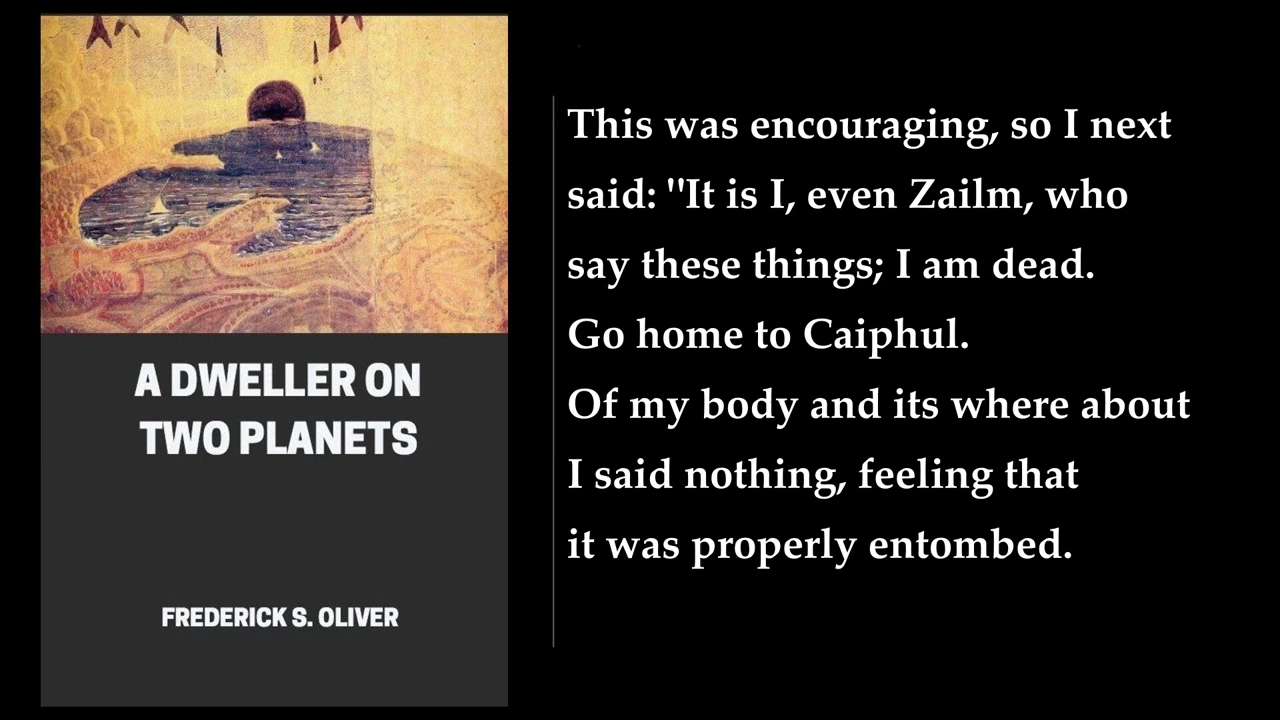 A DWELLER ON
TWO PLANETS
FREDERICK S. OLIVER
This was encouraging, so I next
said: "It is I, even Zailm, who
say these things; I am dead.
Go home to Caiphul.
Of my body and its where about
I said nothing, feeling that
it was properly entombed.